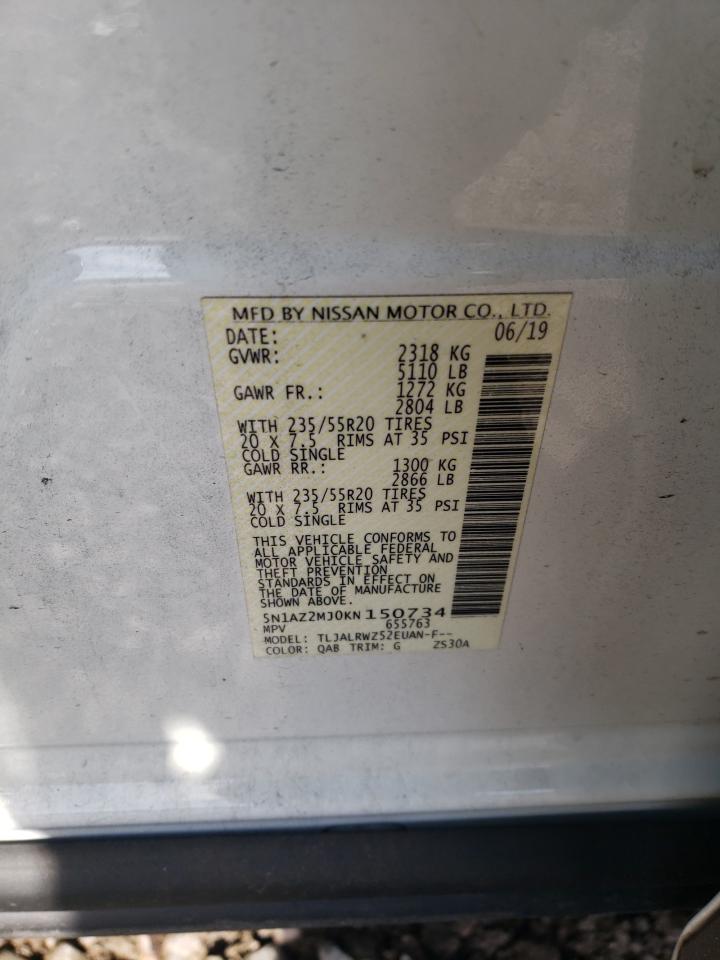 MFD BY NISSAN MOTOR CO., LTD.
DATE: 06/19
GVWR: 2318 KG
5110 LB
GAWR FR.: 1272 KG
2804 LB
WITH 235/55R20 TIRES
20 X 7.5 RIMS AT 35 PSI
COLD SINGLE
GAWR RR.: 1300 KG
2866 LB
WITH 235/55R20 TIRES
20 X 7.5 RIMS AT 35 PSI
COLD SINGLE
THIS VEHICLE CONFORMS TO
ALL APPLICABLE FEDERAL
MOTOR VEHICLE SAFETY AND
THEFT PREVENTION
STANDARDS IN EFFECT ON
THE DATE OF MANUFACTURE
SHOWN ABOVE.
5N1AZ2MJ0KN150734
MPV 655763
MODEL: TLJALRWZ52EUAN-F--
COLOR: QAB TRIM: G ZS30A